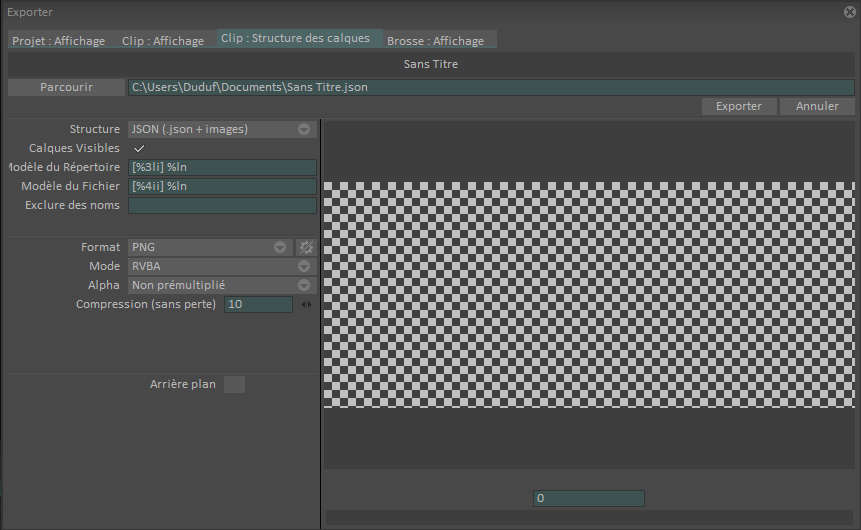 Exporter
Projet : Affichage Clip : Affichage Clip : Structure des calques Brosse : Affichage
Sans Titre
Parcourir C:\Users\Duduf\Documents\Sans Titre.json
Exporter Annuler
Structure JSON (.json + images)
Calques Visibles
Modèle du Répertoire [%3li] %ln
Modèle du Fichier [%4ii] %ln
Exclure des noms
Format PNG
Mode RVBA
Alpha Non prémultiplié
Compression (sans perte) 10
Arrière plan
0